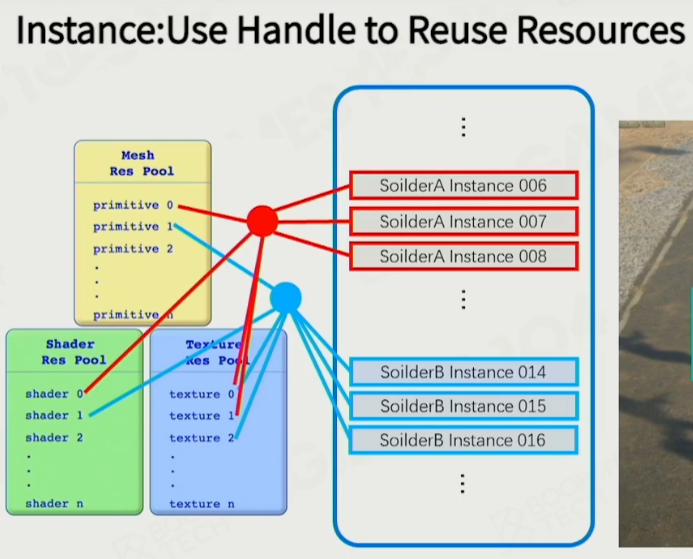 Instance:Use Handle to Reuse Resources
Mesh
Res Pool
primitive 0
primitive 1
primitive 2
.
.
.
primitive n
Shader
Res Pool
shader 0
shader 1
shader 2
.
.
.
shader n
Texture
Res Pool
texture 0
texture 1
texture 2
.
.
.
texture n
⋮
SoilderA Instance 006
SoilderA Instance 007
SoilderA Instance 008
⋮
SoilderB Instance 014
SoilderB Instance 015
SoilderB Instance 016
⋮